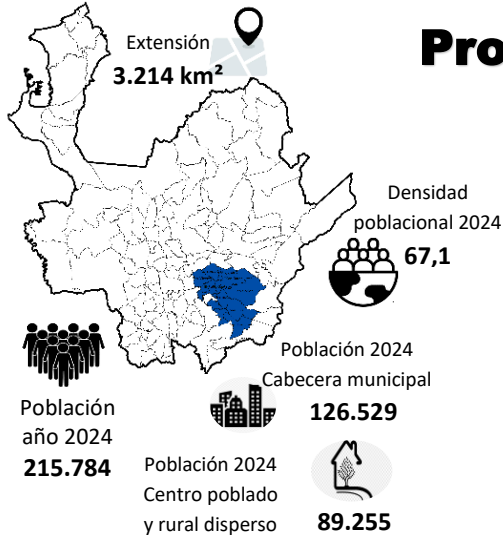 Extensión
3.214 km²
Pro
Densidad
poblacional 2024
67,1
Población 2024
Cabecera municipal
126.529
Población
año 2024
215.784
Población 2024
Centro poblado
y rural disperso
89.255